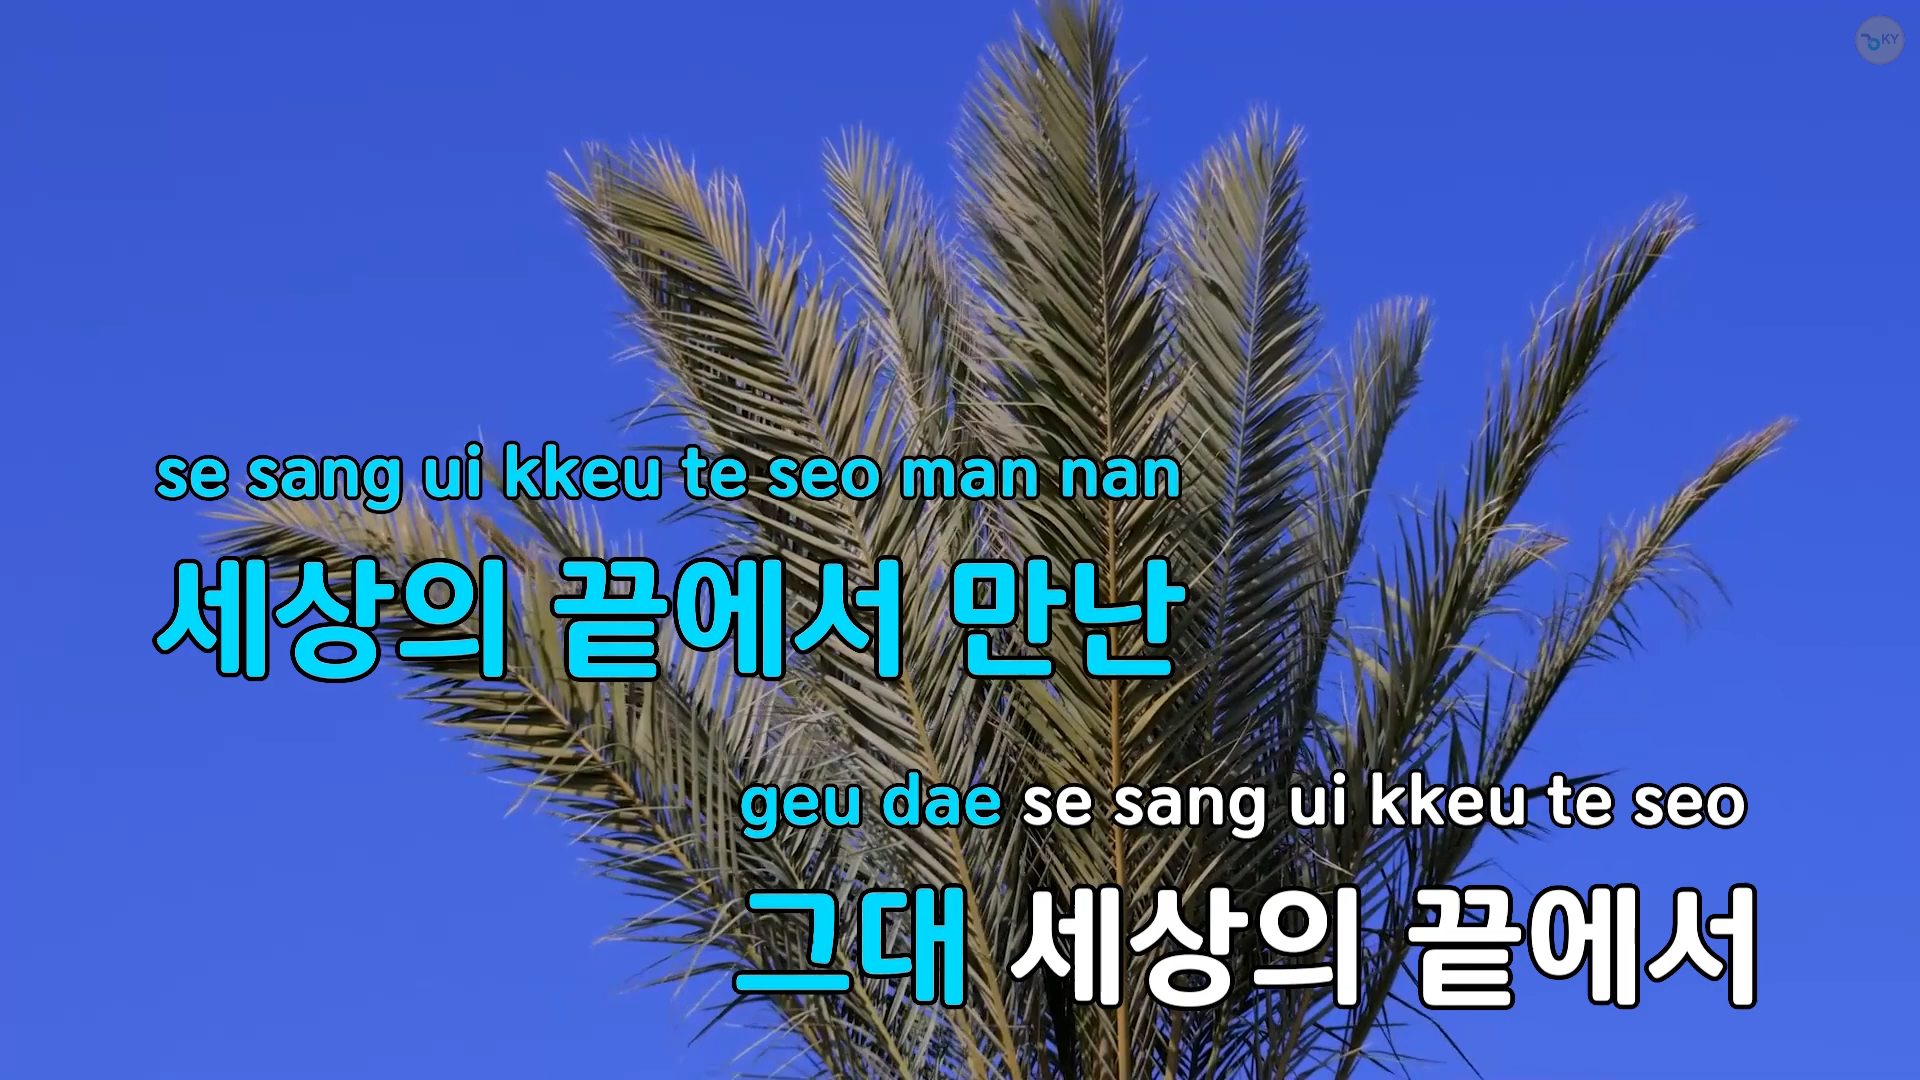 KY
se sang ui kkeu te seo man nan
세상의 끝에서 만난
geu dae se sang ui kkeu te seo
그대 세상의 끝에서